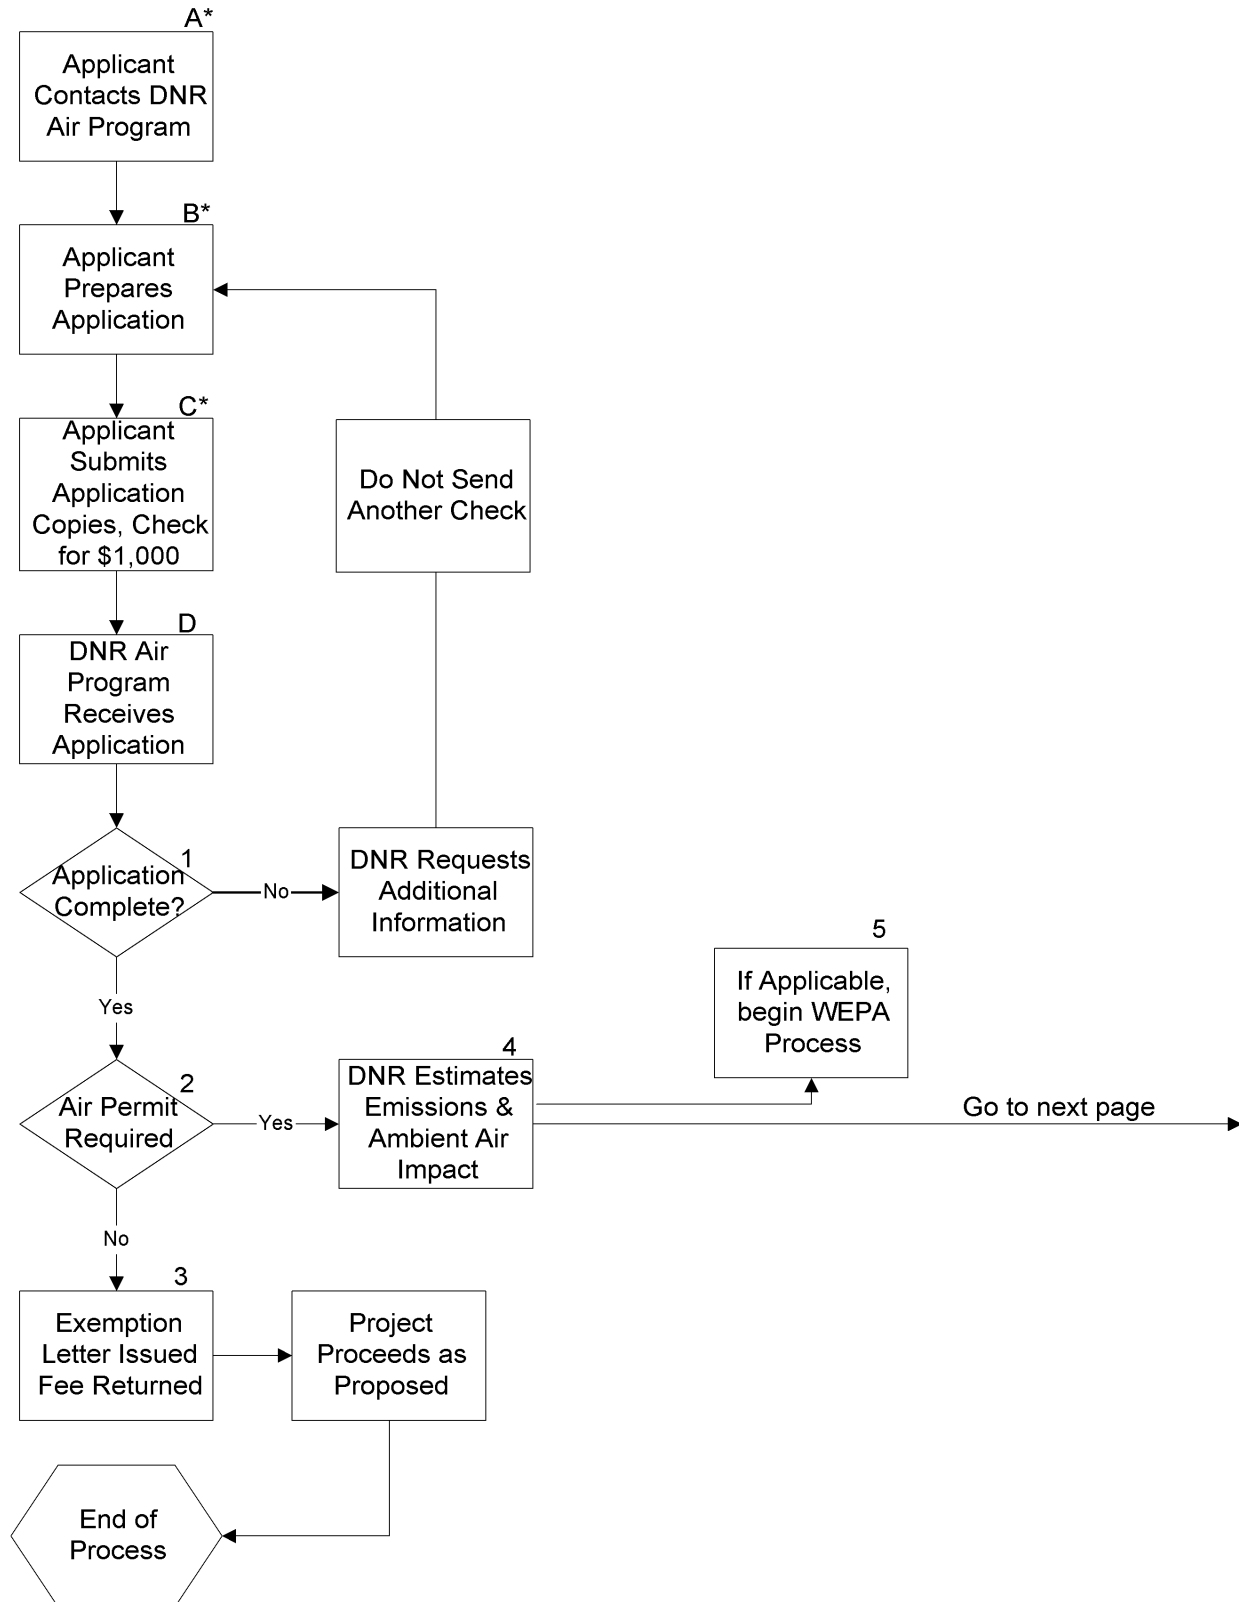 A*
Applicant
Contacts DNR
Air Program
B*
Applicant
Prepares
Application
C*
Applicant
Submits
Application
Copies, Check
for $1,000
Do Not Send
Another Check
D
DNR Air
Program
Receives
Application
1
Application
Complete?
No
DNR Requests
Additional
Information
Yes
5
If Applicable,
begin WEPA
Process
2
Air Permit
Required
Yes
4
DNR Estimates
Emissions &
Ambient Air
Impact
Go to next page
No
3
Exemption
Letter Issued
Fee Returned
Project
Proceeds as
Proposed
End of
Process